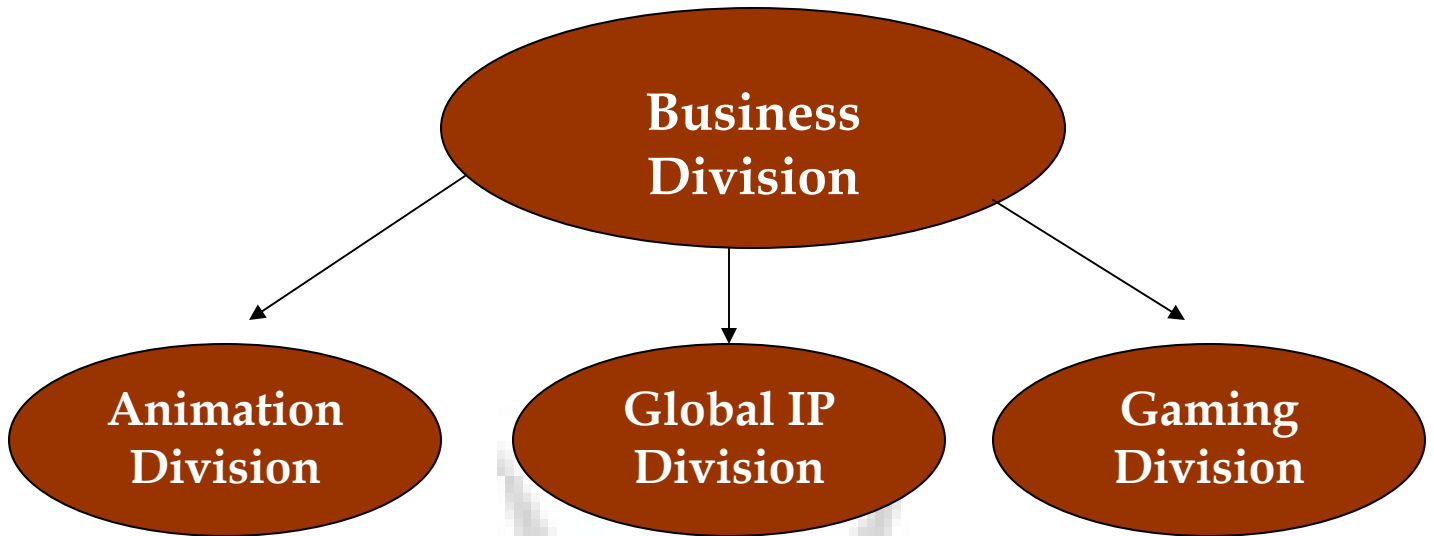 Business
Division
Animation
Division
Global IP
Division
Gaming
Division